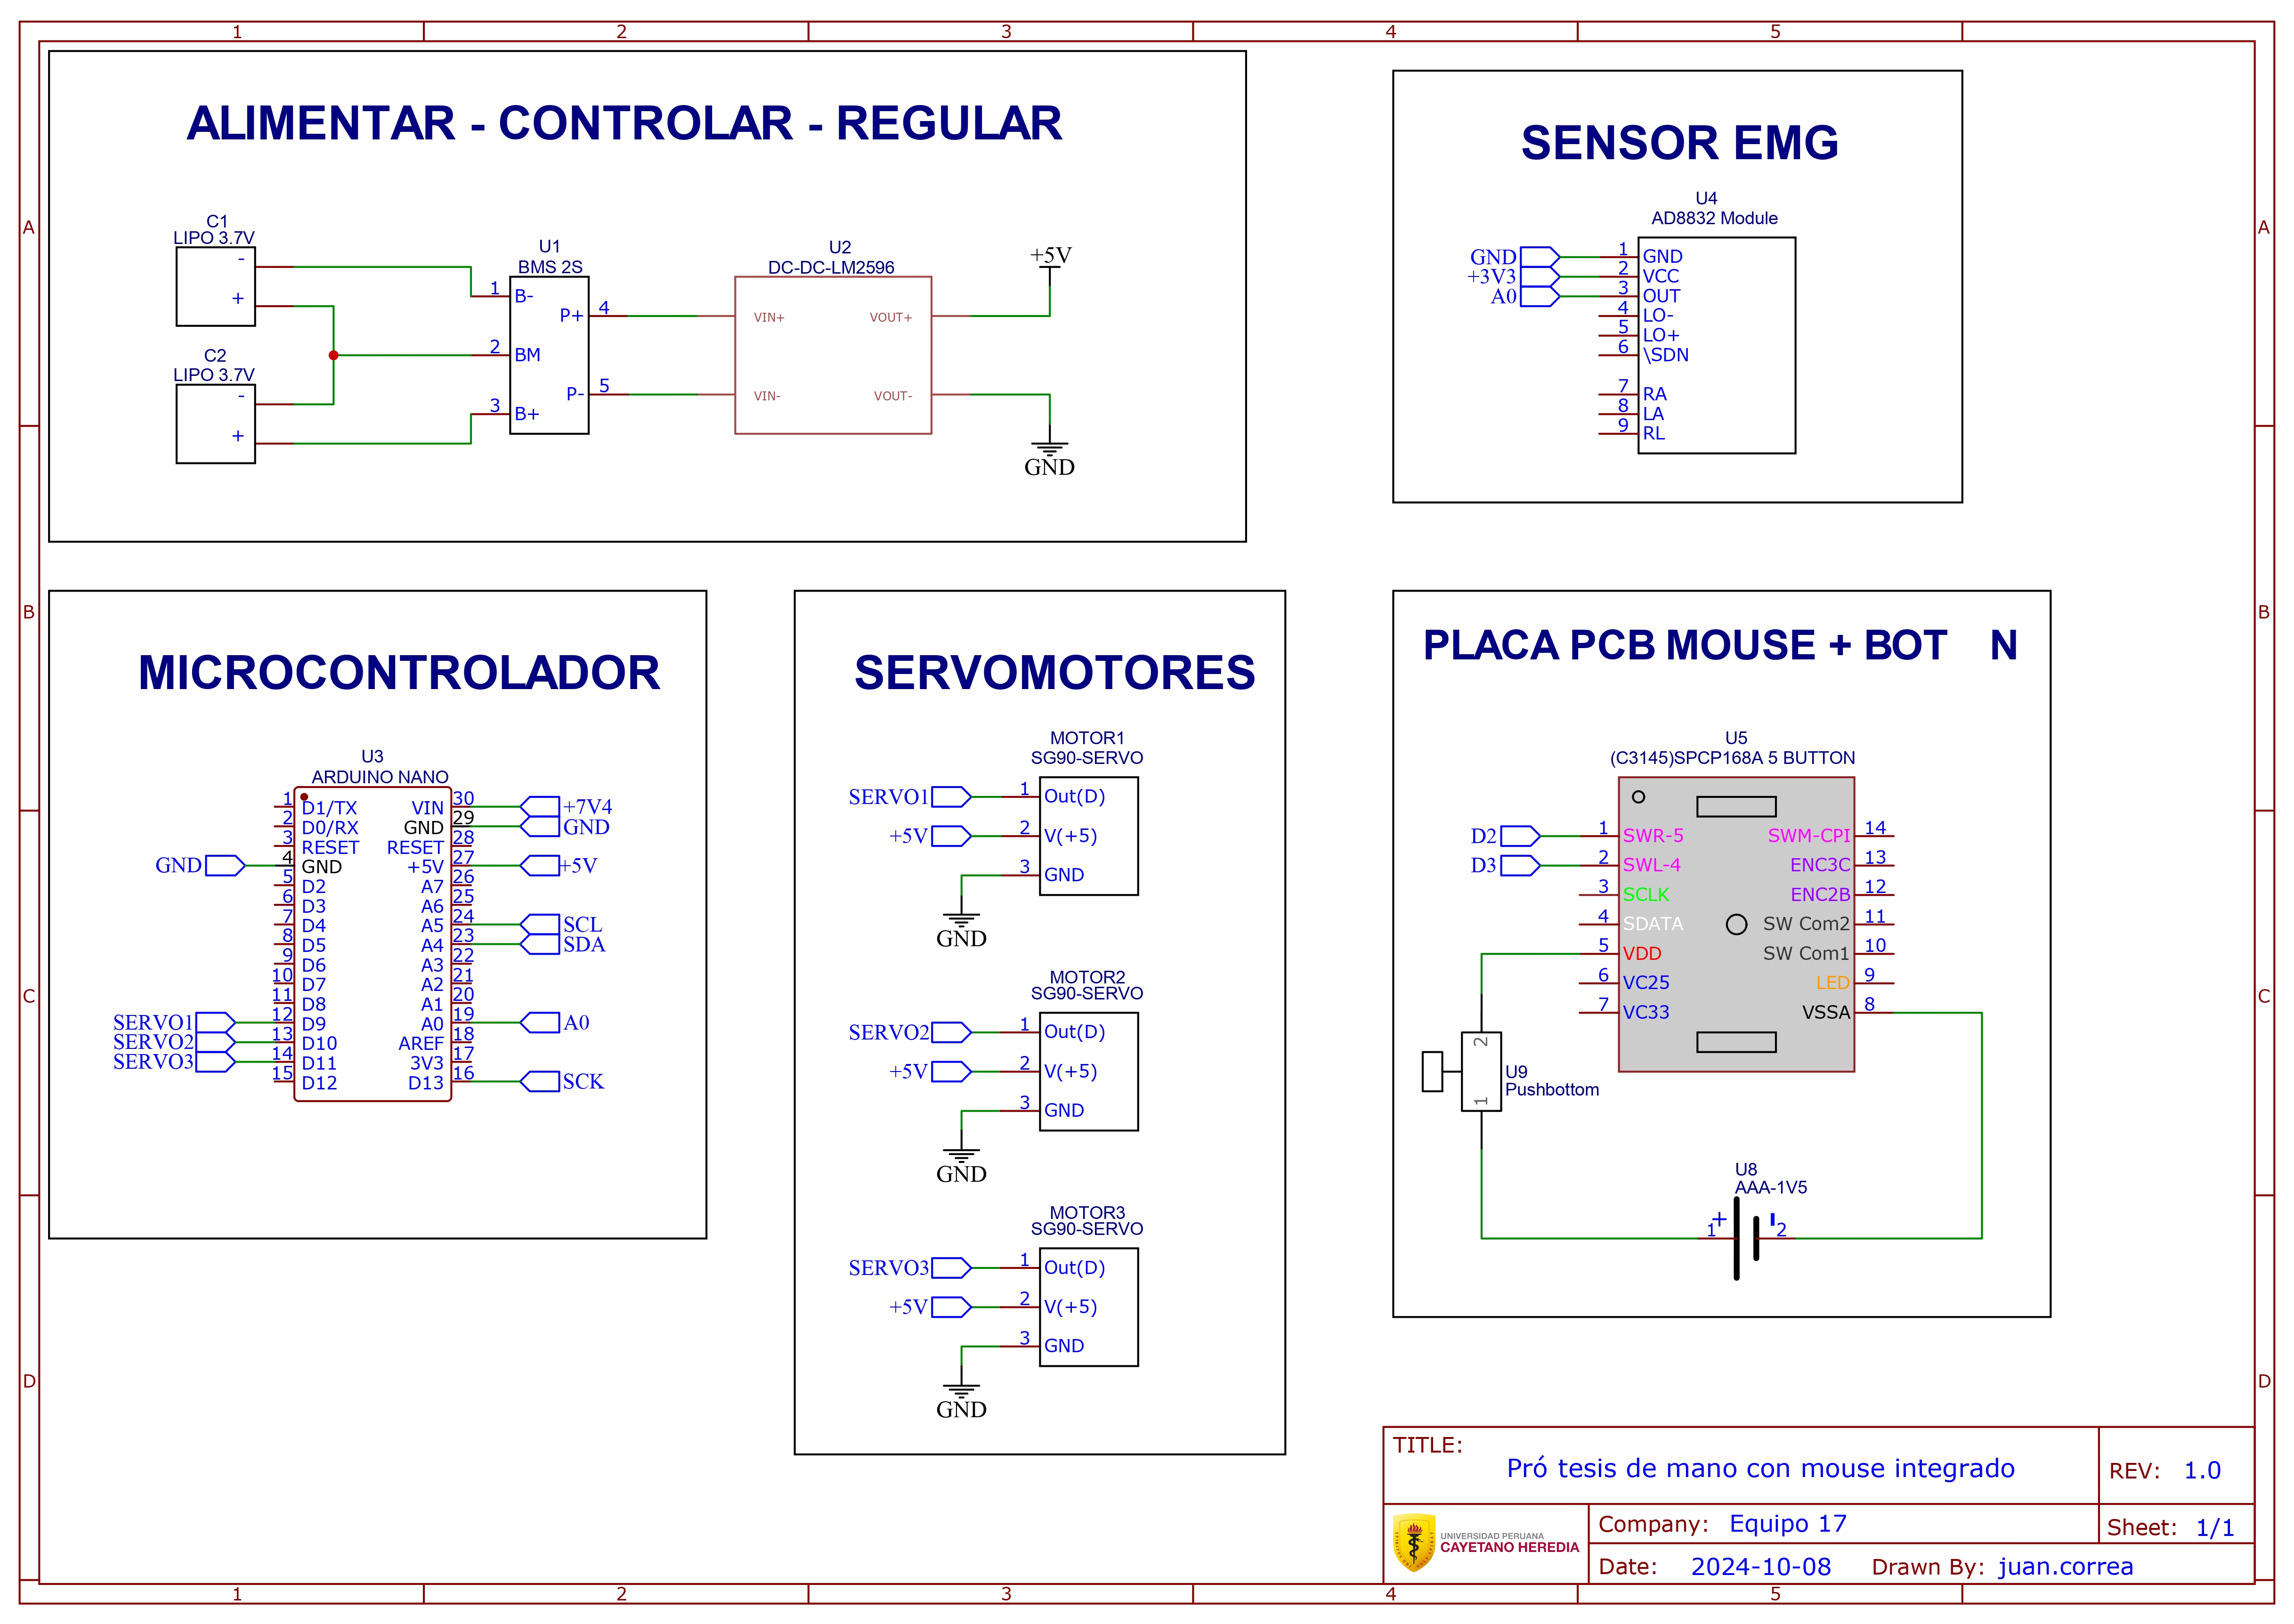 1 2 3 4 5
A A
B B
C C
D D
ALIMENTAR - CONTROLAR - REGULAR
C1
LIPO 3.7V
-
+
C2
LIPO 3.7V
-
+
U1
BMS 2S
1 B-
2 BM
3 B+
P+ 4
P- 5
U2
DC-DC-LM2596
VIN+ VOUT+
VIN- VOUT-
+5V
GND
SENSOR EMG
U4
AD8832 Module
GND 1 GND
+3V3 2 VCC
A0 3 OUT
4 LO-
5 LO+
6 \SDN
7 RA
8 LA
9 RL
MICROCONTROLADOR
U3
ARDUINO NANO
1 D1/TX VIN 30 +7V4
2 D0/RX GND 29 GND
3 RESET RESET 28
GND 4 GND +5V 27 +5V
5 D2 A7 26
6 D3 A6 25
7 D4 A5 24 SCL
8 D5 A4 23 SDA
9 D6 A3 22
10 D7 A2 21
11 D8 A1 20
SERVO1 12 D9 A0 19 A0
SERVO2 13 D10 AREF 18
SERVO3 14 D11 3V3 17
15 D12 D13 16 SCK
SERVOMOTORES
MOTOR1
SG90-SERVO
SERVO1 1 Out(D)
+5V 2 V(+5)
3 GND
GND
MOTOR2
SG90-SERVO
SERVO2 1 Out(D)
+5V 2 V(+5)
3 GND
GND
MOTOR3
SG90-SERVO
SERVO3 1 Out(D)
+5V 2 V(+5)
3 GND
GND
PLACA PCB MOUSE + BOT N
U5
(C3145)SPCP168A 5 BUTTON
D2 1 SWR-5 SWM-CPI 14
D3 2 SWL-4 ENC3C 13
3 SCLK ENC2B 12
4 SDATA SW Com2 11
5 VDD SW Com1 10
6 VC25 LED 9
7 VC33 VSSA 8
2
1
U9
Pushbottom
U8
AAA-1V5
+ -
1 2
TITLE:
Pró tesis de mano con mouse integrado
REV: 1.0
UNIVERSIDAD PERUANA
CAYETANO HEREDIA
Company: Equipo 17
Sheet: 1/1
Date: 2024-10-08 Drawn By: juan.correa
1 2 3 4 5